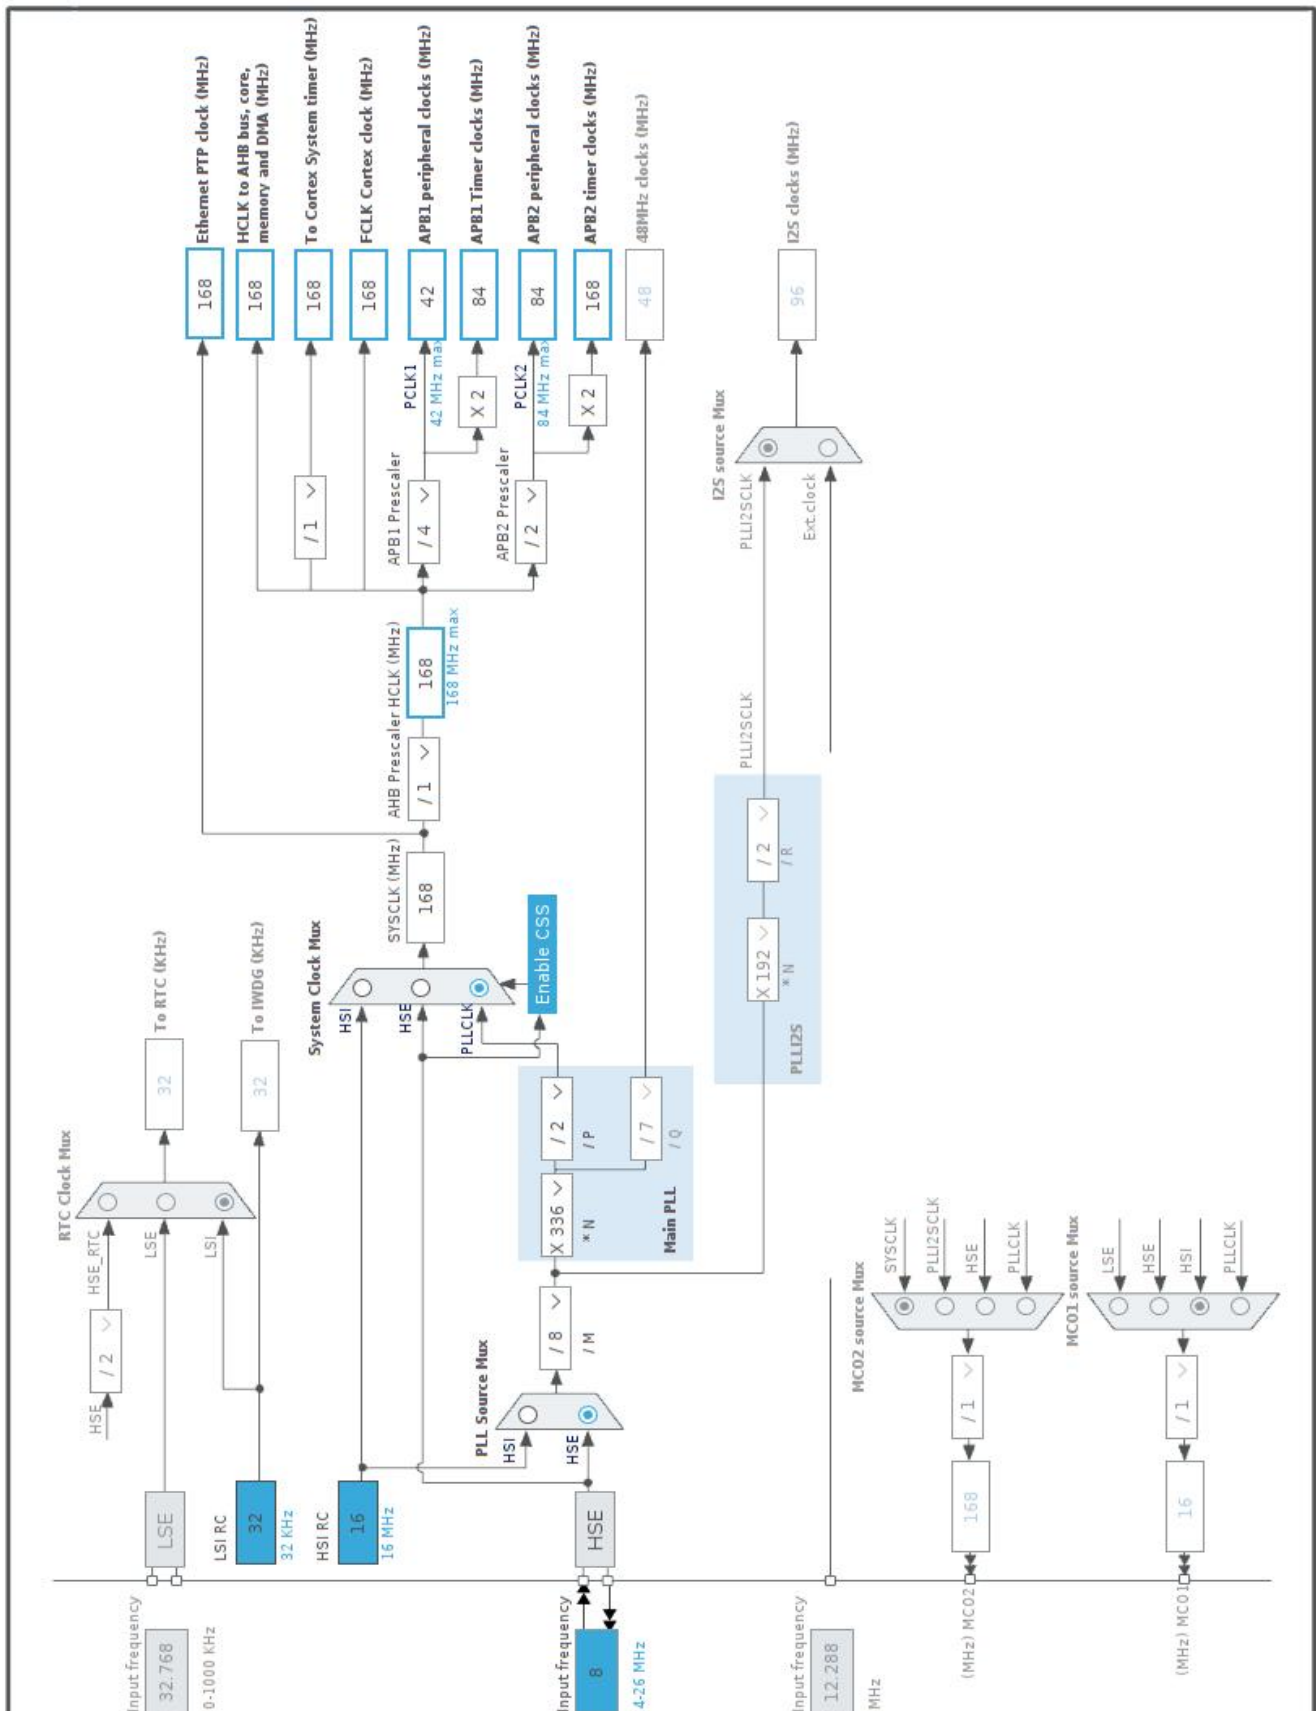 RTC Clock Mux
HSE
/ 2
HSE_RTC
LSE
LSI
32
To RTC (KHz)
32
To IWDG (KHz)
Input frequency
32.768
0-1000 KHz
LSE
LSI RC
32
32 KHz
HSI RC
16
16 MHz
System Clock Mux
HSI
HSE
PLLCLK
Enable CSS
SYSCLK (MHz)
168
AHB Prescaler
/ 1
HCLK (MHz)
168
168 MHz max
168
Ethernet PTP clock (MHz)
168
HCLK to AHB bus, core,
memory and DMA (MHz)
/ 1
168
To Cortex System timer (MHz)
168
FCLK Cortex clock (MHz)
APB1 Prescaler
/ 4
PCLK1
42 MHz max
42
APB1 peripheral clocks (MHz)
X 2
84
APB1 Timer clocks (MHz)
APB2 Prescaler
/ 2
PCLK2
84 MHz max
84
APB2 peripheral clocks (MHz)
X 2
168
APB2 timer clocks (MHz)
48
48MHz clocks (MHz)
Input frequency
8
4-26 MHz
HSE
PLL Source Mux
HSI
HSE
/ 8
/ M
X 336
* N
/ 2
/ P
/ 7
/ Q
Main PLL
X 192
* N
/ 2
/ R
PLLI2S
PLLI2SCLK
PLLI2SCLK
I2S source Mux
Ext.clock
96
I2S clocks (MHz)
Input frequency
12.288
MHz
MCO2 source Mux
SYSCLK
PLLI2SCLK
HSE
PLLCLK
/ 1
168
(MHz) MCO2
MCO1 source Mux
LSE
HSE
HSI
PLLCLK
/ 1
16
(MHz) MCO1